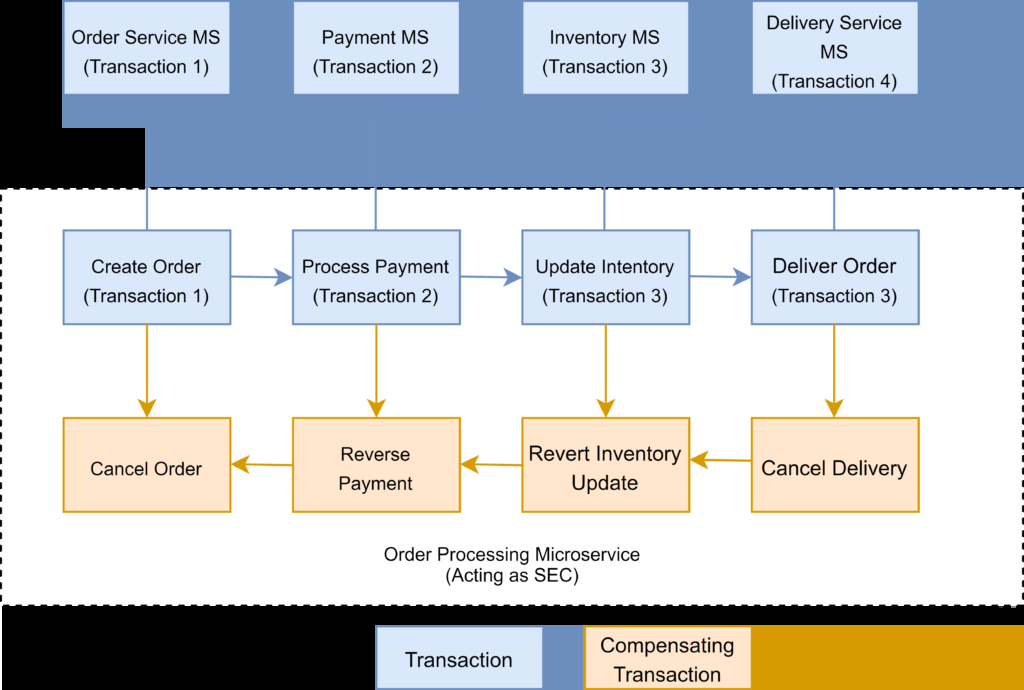 Order Service MS
(Transaction 1)
Payment MS
(Transaction 2)
Inventory MS
(Transaction 3)
Delivery Service
MS
(Transaction 4)
Create Order
(Transaction 1)
Process Payment
(Transaction 2)
Update Intentory
(Transaction 3)
Deliver Order
(Transaction 3)
Cancel Order
Reverse
Payment
Revert Inventory
Update
Cancel Delivery
Order Processing Microservice
(Acting as SEC)
Transaction
Compensating
Transaction